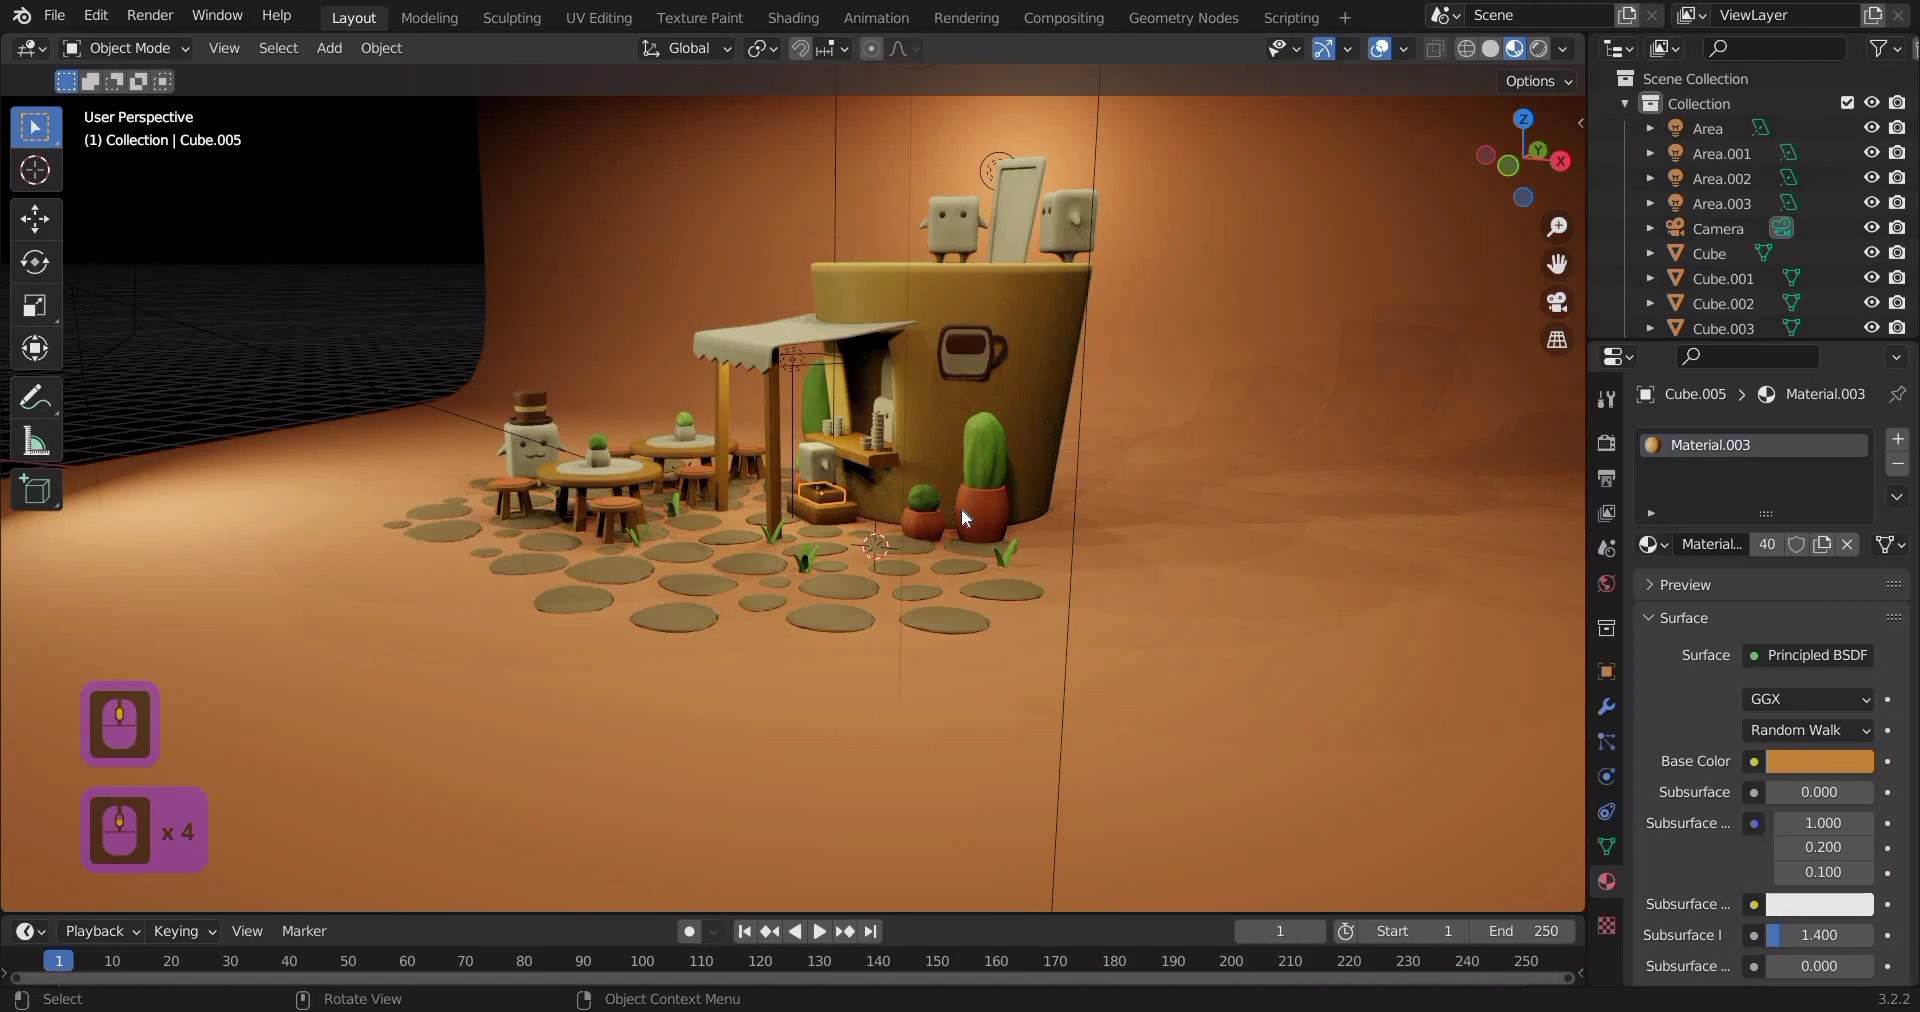 File Edit Render Window Help
Layout Modeling Sculpting UV Editing Texture Paint Shading Animation Rendering Compositing Geometry Nodes Scripting +
Scene
ViewLayer
Object Mode View Select Add Object
Global
Options
User Perspective
(1) Collection | Cube.005
Z
Y
X
x 4
Scene Collection
Collection
Area
Area.001
Area.002
Area.003
Camera
Cube
Cube.001
Cube.002
Cube.003
Cube.005 > Material.003
Material.003
Material... 40
Preview
Surface
Surface Principled BSDF
GGX
Random Walk
Base Color
Subsurface 0.000
Subsurface ... 1.000
0.200
0.100
Subsurface ...
Subsurface I 1.400
Subsurface ... 0.000
Playback Keying View Marker
1 Start 1 End 250
1 10 20 30 40 50 60 70 80 90 100 110 120 130 140 150 160 170 180 190 200 210 220 230 240 250
Select Rotate View Object Context Menu
3.2.2